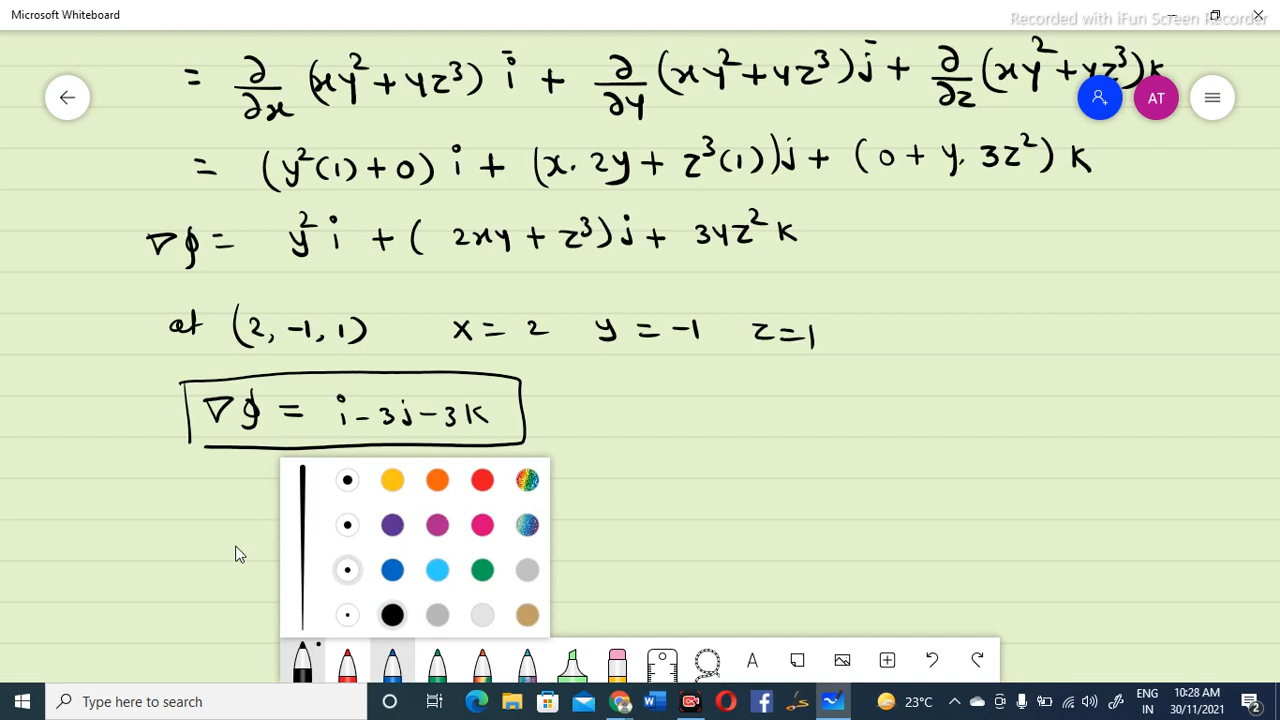 Microsoft Whiteboard
Recorded with iFun Screen Recorder
= ∂/∂x (xy²+yz³) i + ∂/∂y (xy²+yz³) j + ∂/∂z (xy²+yz³) k
AT
= (y²(1)+0) i + (x. 2y + z³(1)) j + (0 + y. 3z²) k
∇φ = y² i + ( 2xy + z³) j + 3yz² k
at (2, -1, 1) x = 2 y = -1 z = 1
∇φ = i - 3j - 3k
A
Type here to search
W
23°C
ENG
IN
10:28 AM
30/11/2021
2